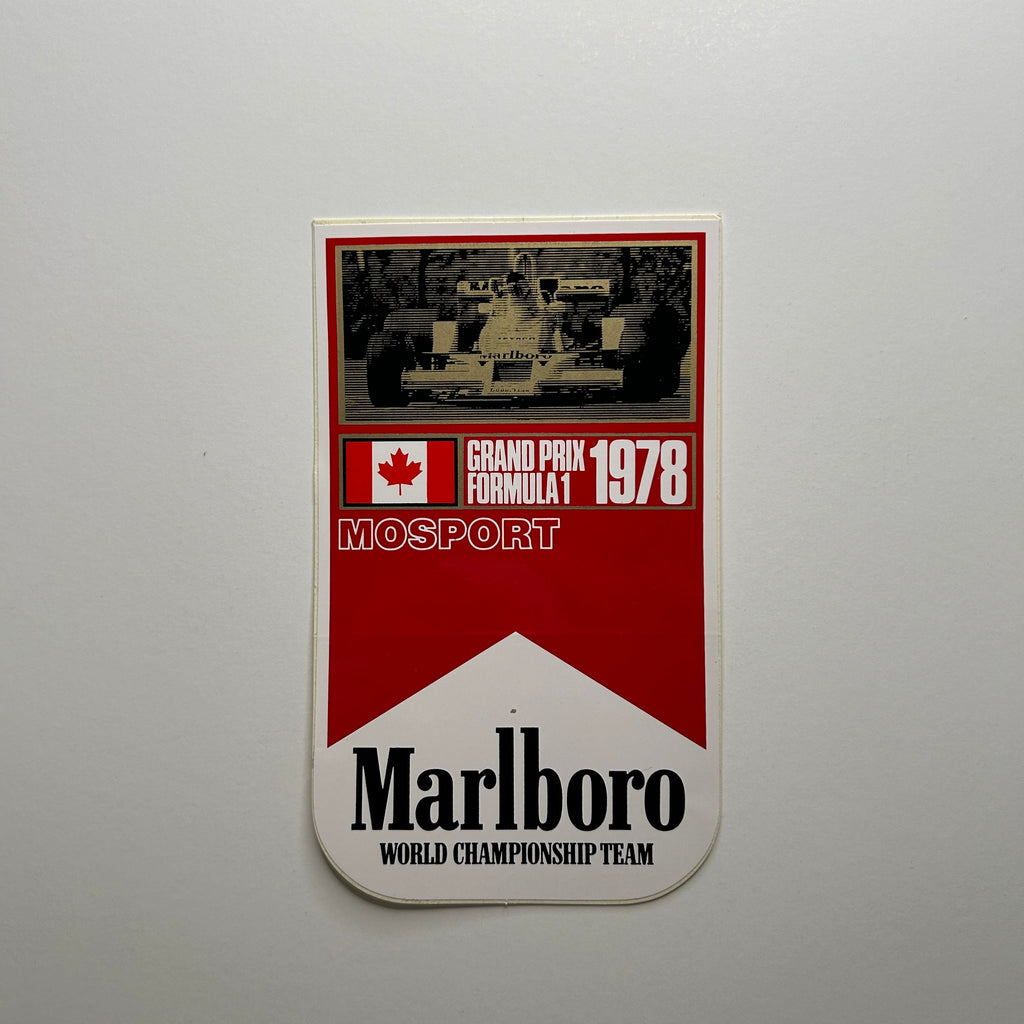 Marlboro
GRAND PRIX
FORMULA 1
1978
MOSPORT
Marlboro
WORLD CHAMPIONSHIP TEAM